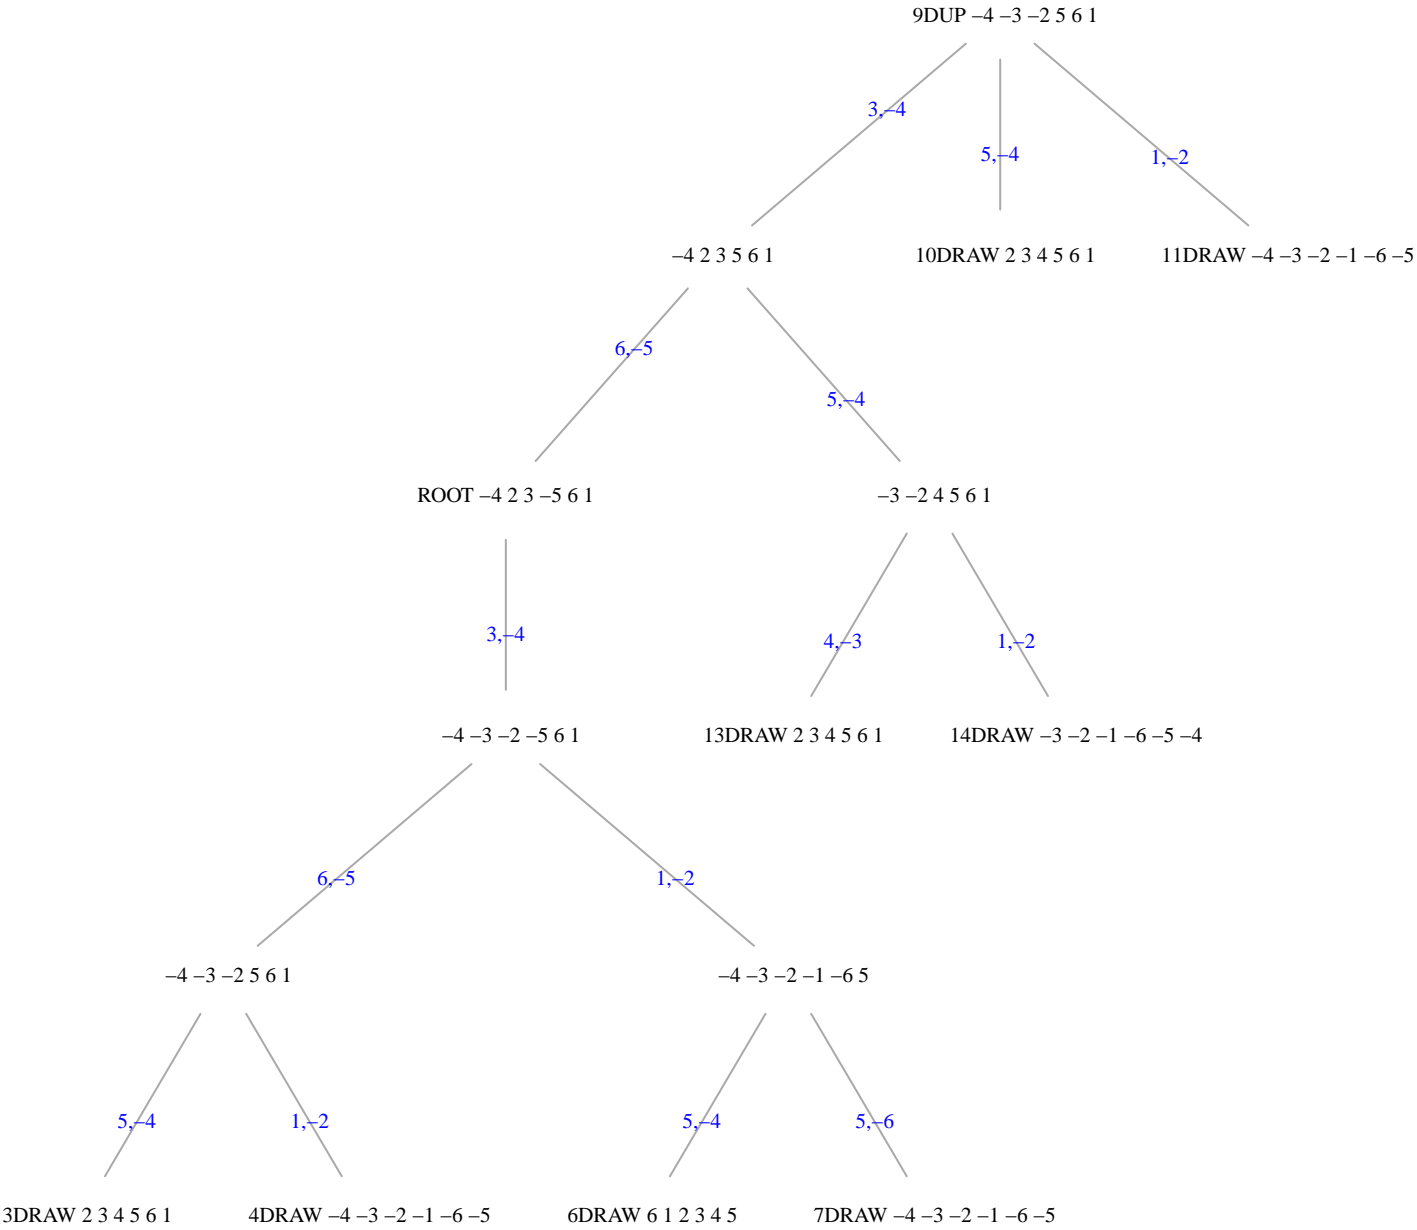 9DUP –4 –3 –2 5 6 1
3,–4
5,–4
1,–2
–4 2 3 5 6 1
10DRAW 2 3 4 5 6 1
11DRAW –4 –3 –2 –1 –6 –5
6,–5
5,–4
ROOT –4 2 3 –5 6 1
–3 –2 4 5 6 1
3,–4
4,–3
1,–2
–4 –3 –2 –5 6 1
13DRAW 2 3 4 5 6 1
14DRAW –3 –2 –1 –6 –5 –4
6,–5
1,–2
–4 –3 –2 5 6 1
–4 –3 –2 –1 –6 5
5,–4
1,–2
5,–4
5,–6
3DRAW 2 3 4 5 6 1
4DRAW –4 –3 –2 –1 –6 –5
6DRAW 6 1 2 3 4 5
7DRAW –4 –3 –2 –1 –6 –5